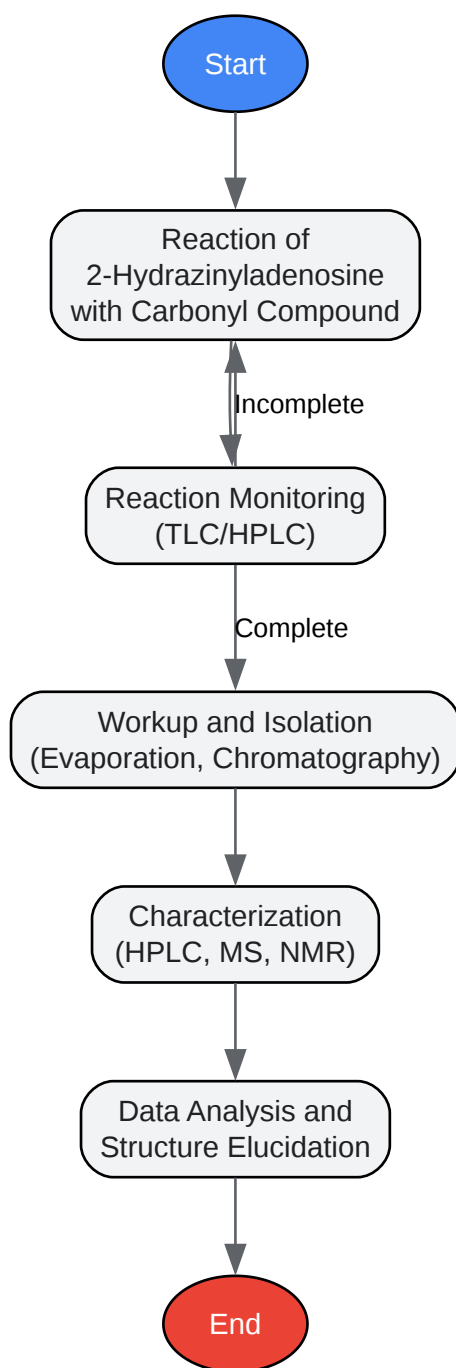 Start
Reaction of
2-Hydrazinyladenosine
with Carbonyl Compound
Incomplete
Reaction Monitoring
(TLC/HPLC)
Complete
Workup and Isolation
(Evaporation, Chromatography)
Characterization
(HPLC, MS, NMR)
Data Analysis and
Structure Elucidation
End